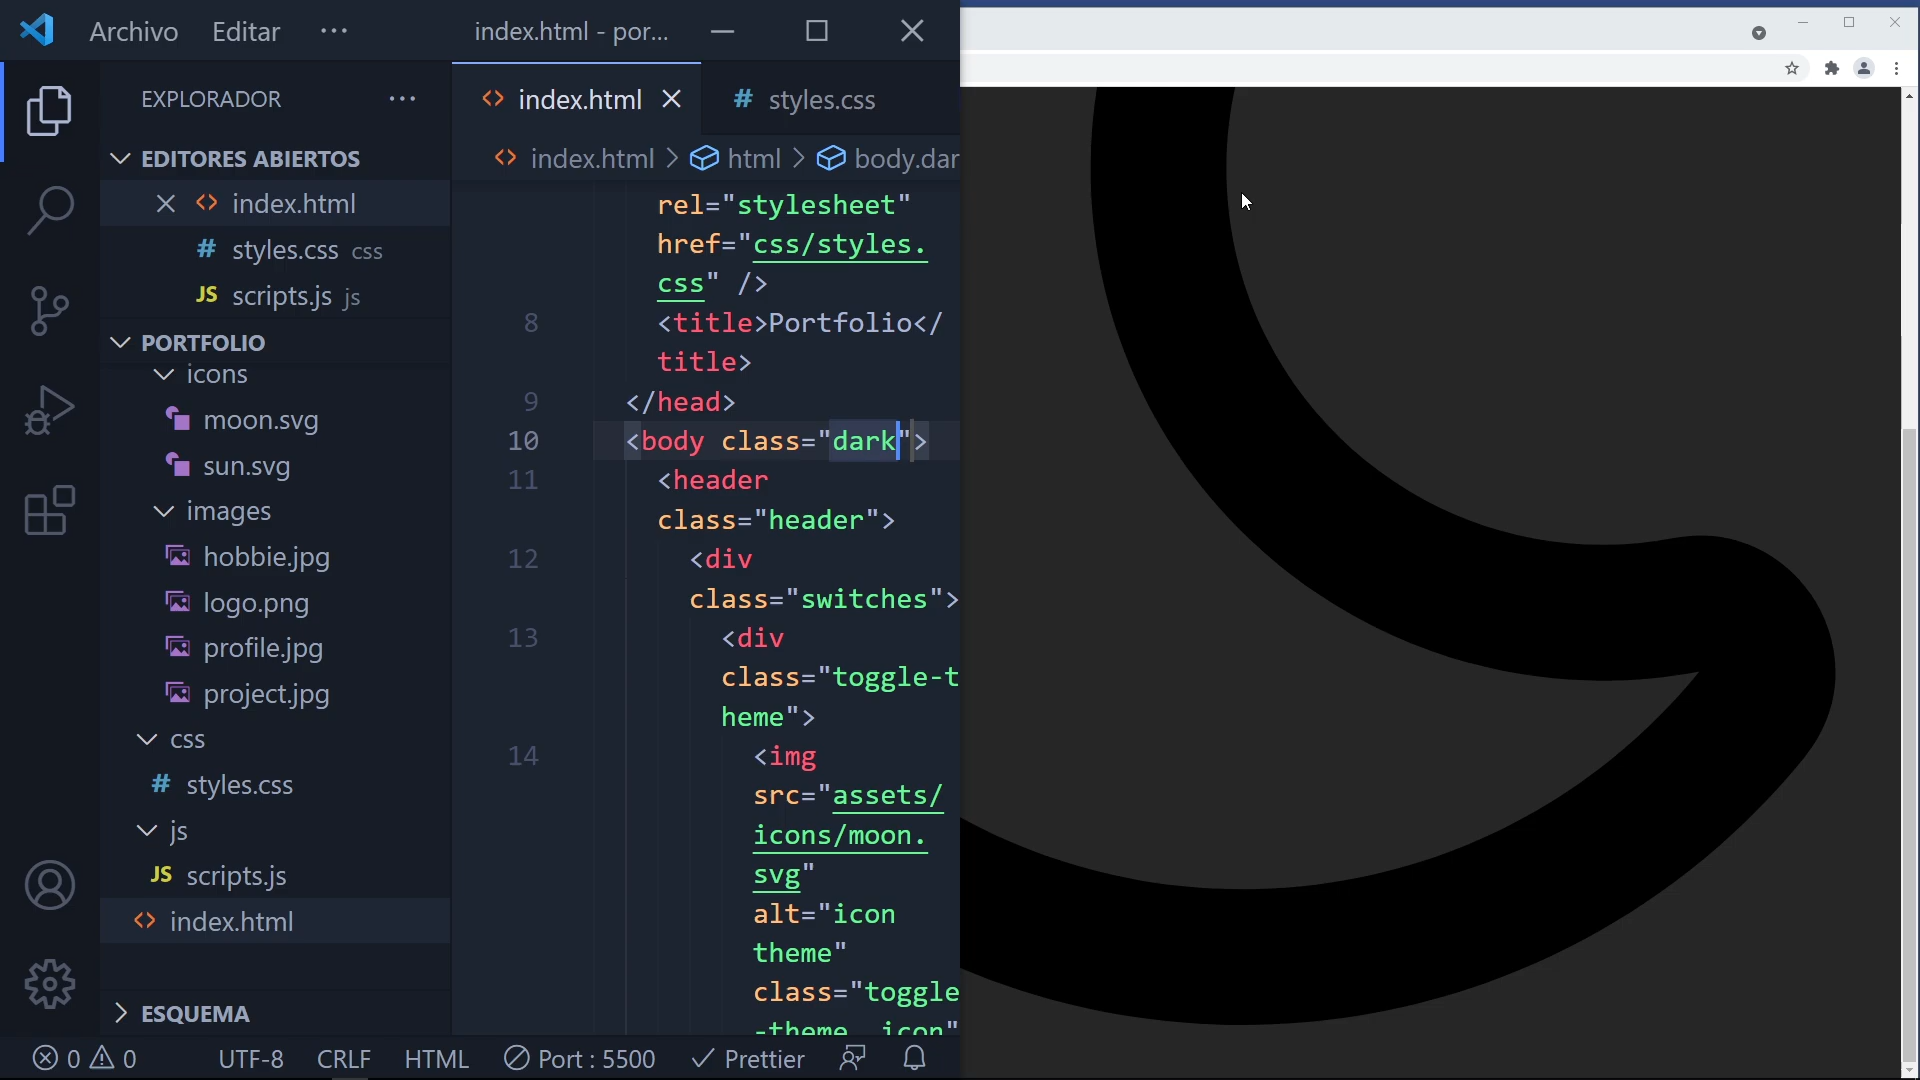 Archivo Editar ··· index.html - por...
EXPLORADOR ···
EDITORES ABIERTOS
index.html
# styles.css css
JS scripts.js js
PORTFOLIO
icons
moon.svg
sun.svg
images
hobbie.jpg
logo.png
profile.jpg
project.jpg
css
# styles.css
js
JS scripts.js
<> index.html
ESQUEMA
<> index.html # styles.css
<> index.html > html > body.dar
rel="stylesheet"
href="css/styles.
css" />
8 <title>Portfolio</
title>
9 </head>
10 <body class="dark">
11 <header
class="header">
12 <div
class="switches">
13 <div
class="toggle-t
heme">
14 <img
src="assets/
icons/moon.
svg"
alt="icon
theme"
class="toggle
-theme__icon"
0 0 UTF-8 CRLF HTML Port : 5500 Prettier